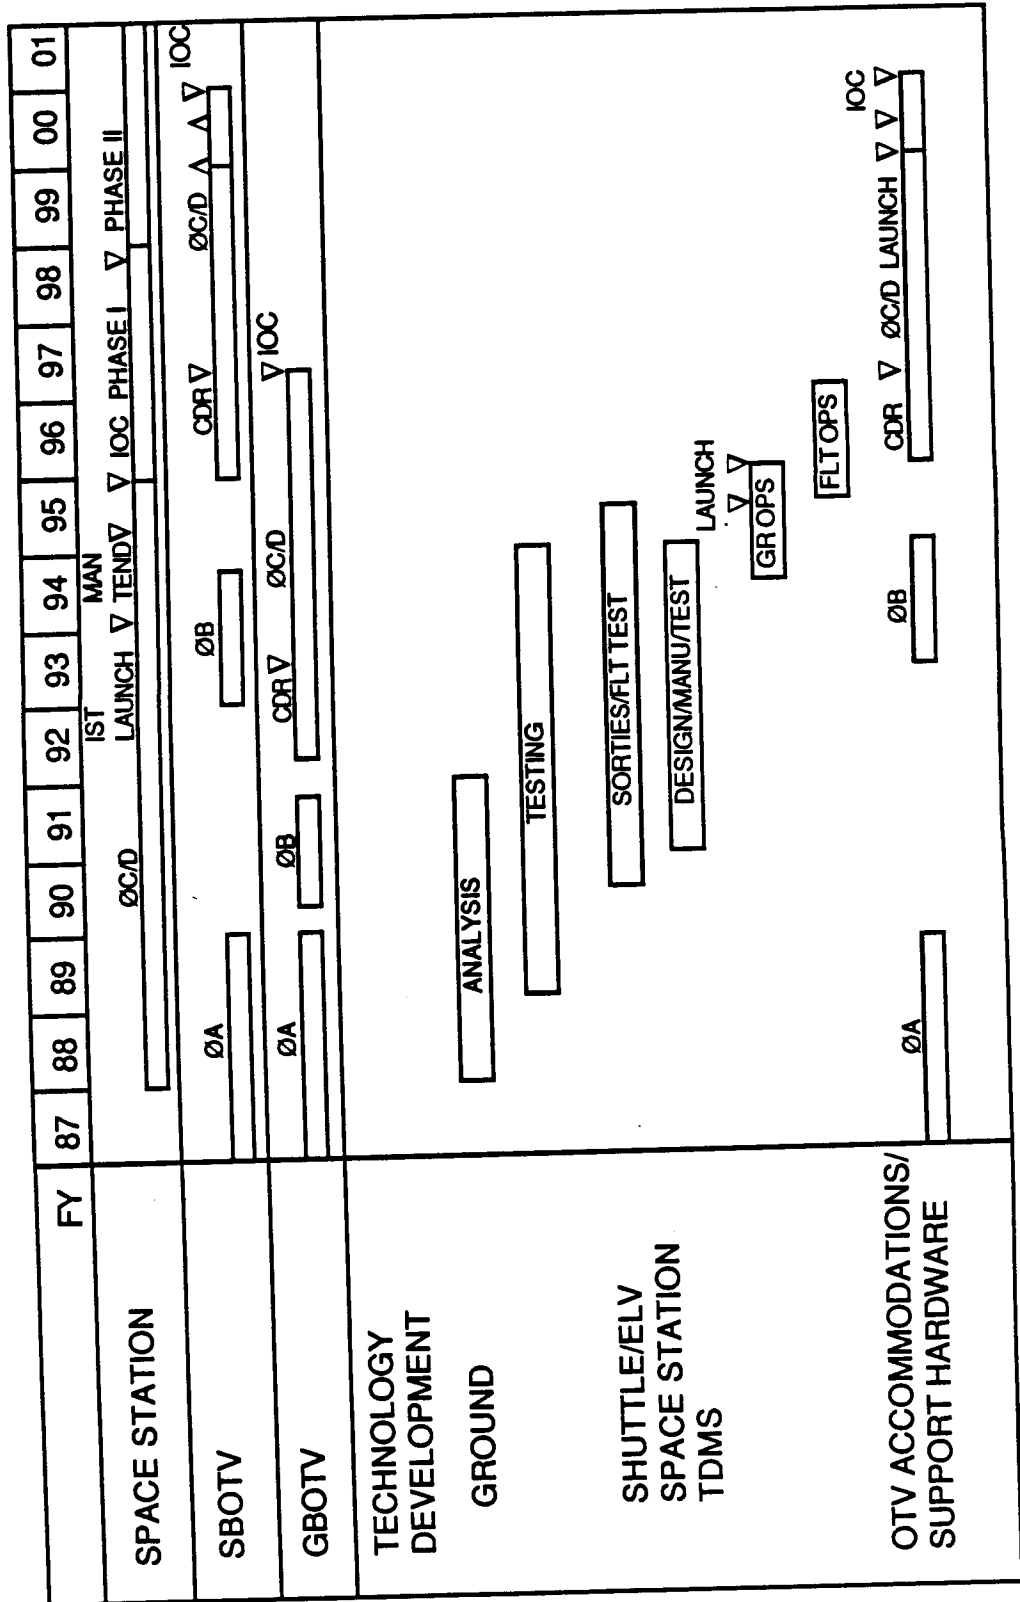 FY 87 88 89 90 91 92 93 94 95 96 97 98 99 00 01
SPACE STATION
IST MAN
ØC/D LAUNCH ▽ TEND ▽ ▽ IOC PHASE I ▽ PHASE II
SBOTV
ØA ØB CDR ▽ ØC/D IOC
GBOTV
ØA ØB CDR ▽ ØC/D ▽ IOC
TECHNOLOGY
DEVELOPMENT
GROUND
ANALYSIS
TESTING
SHUTTLE/ELV
SPACE STATION
TDMS
SORTIES/FLT TEST
DESIGN/MANU/TEST
LAUNCH
GR OPS
FLT OPS
OTV ACCOMMODATIONS/
SUPPORT HARDWARE
IOC
ØA ØB CDR ▽ ØC/D LAUNCH ▽ ▽ ▽